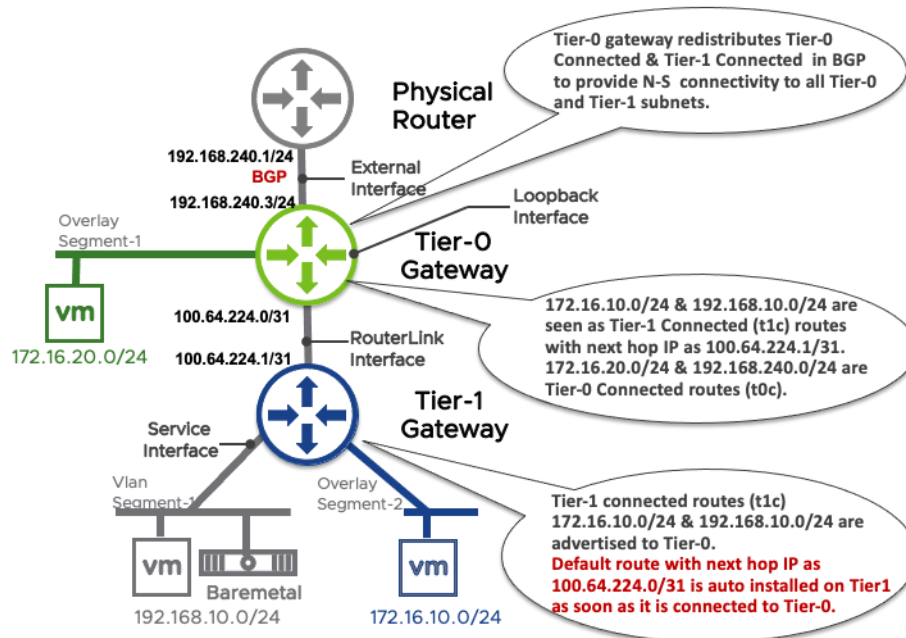 Tier-0 gateway redistributes Tier-0
Connected & Tier-1 Connected in BGP
to provide N-S connectivity to all Tier-0
and Tier-1 subnets.
Physical
Router
192.168.240.1/24
BGP
192.168.240.3/24
External
Interface
Loopback
Interface
Overlay
Segment-1
Tier-0
Gateway
vm
172.16.20.0/24
100.64.224.0/31
RouterLink
Interface
100.64.224.1/31
172.16.10.0/24 & 192.168.10.0/24 are
seen as Tier-1 Connected (t1c) routes
with next hop IP as 100.64.224.1/31.
172.16.20.0/24 & 192.168.240.0/24 are
Tier-0 Connected routes (t0c).
Tier-1
Gateway
Service
Interface
Vlan
Segment-1
Overlay
Segment-2
vm
Baremetal
192.168.10.0/24
vm
172.16.10.0/24
Tier-1 connected routes (t1c)
172.16.10.0/24 & 192.168.10.0/24 are
advertised to Tier-0.
Default route with next hop IP as
100.64.224.0/31 is auto installed on Tier1
as soon as it is connected to Tier-0.